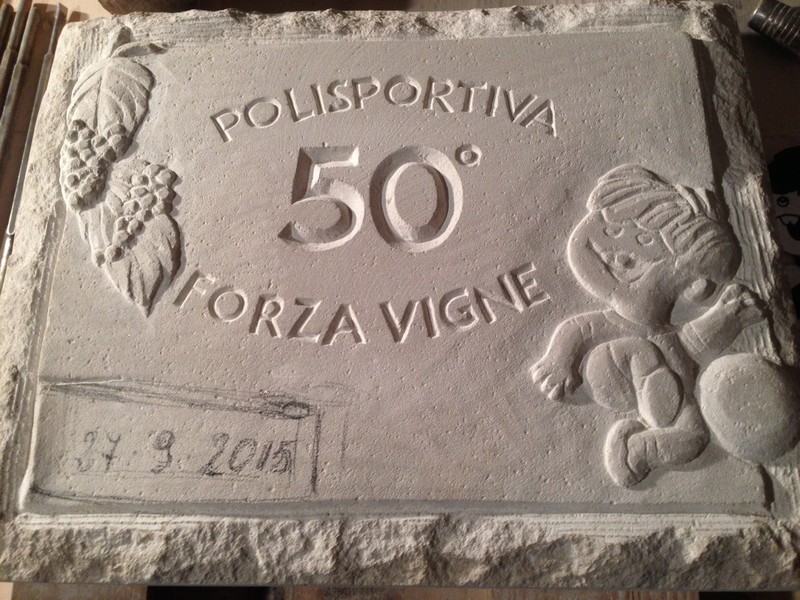 POLISPORTIVA
50°
FORZA VIGNE
27.9.2015